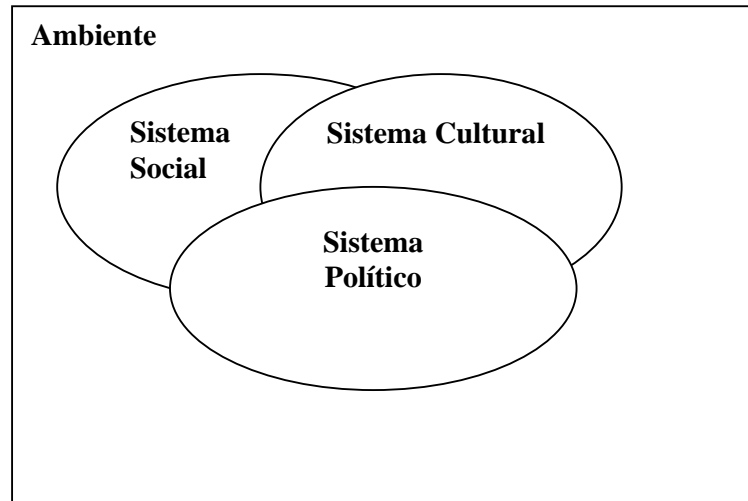 Ambiente
Sistema
Social
Sistema Cultural
Sistema
Político